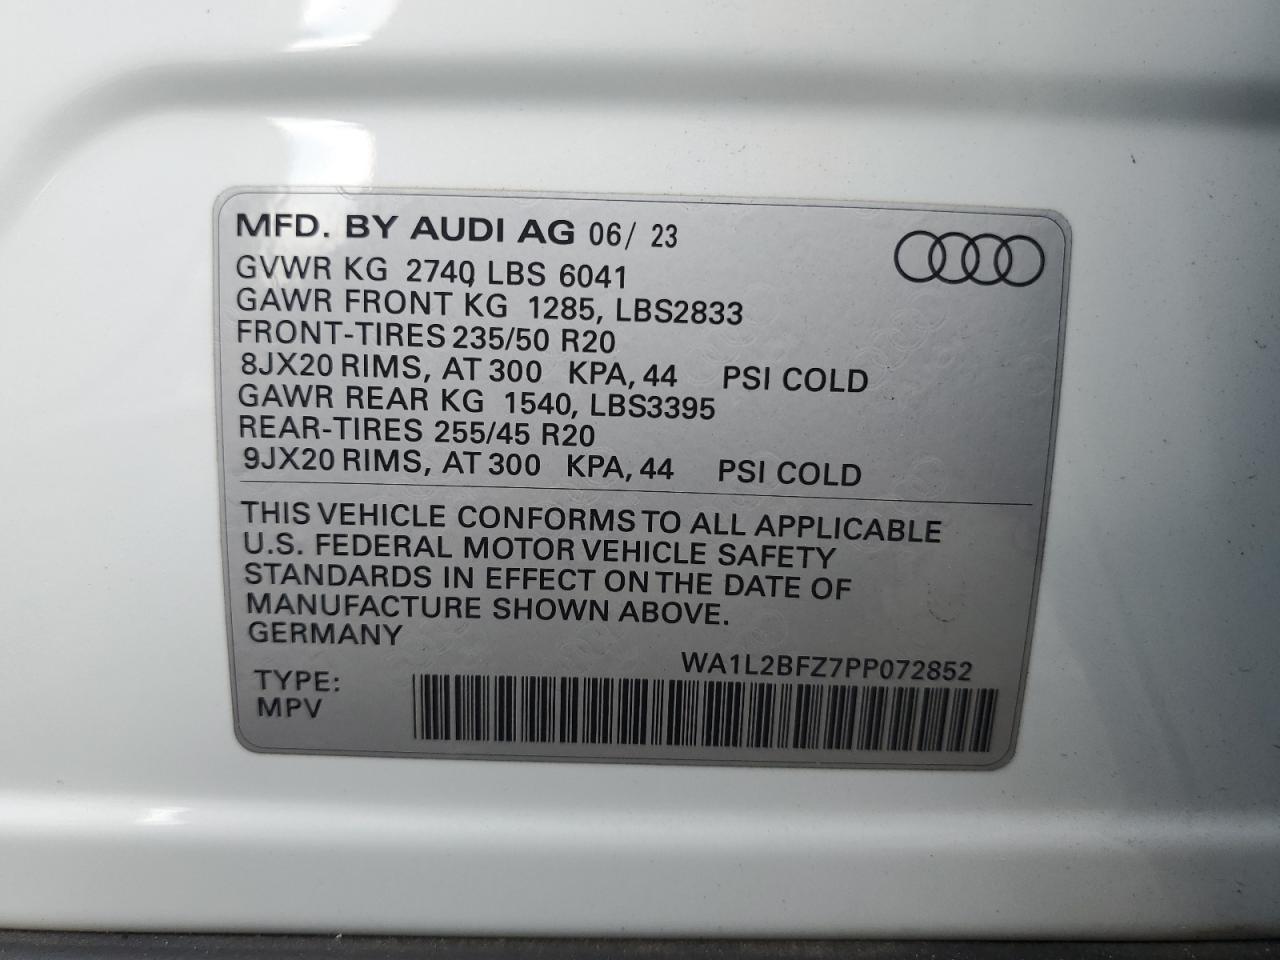 MFD. BY AUDI AG 06/ 23
GVWR KG 2740 LBS 6041
GAWR FRONT KG 1285, LBS2833
FRONT-TIRES 235/50 R20
8JX20 RIMS, AT 300 KPA, 44 PSI COLD
GAWR REAR KG 1540, LBS3395
REAR-TIRES 255/45 R20
9JX20 RIMS, AT 300 KPA, 44 PSI COLD
THIS VEHICLE CONFORMS TO ALL APPLICABLE
U.S. FEDERAL MOTOR VEHICLE SAFETY
STANDARDS IN EFFECT ON THE DATE OF
MANUFACTURE SHOWN ABOVE.
GERMANY
WA1L2BFZ7PP072852
TYPE:
MPV